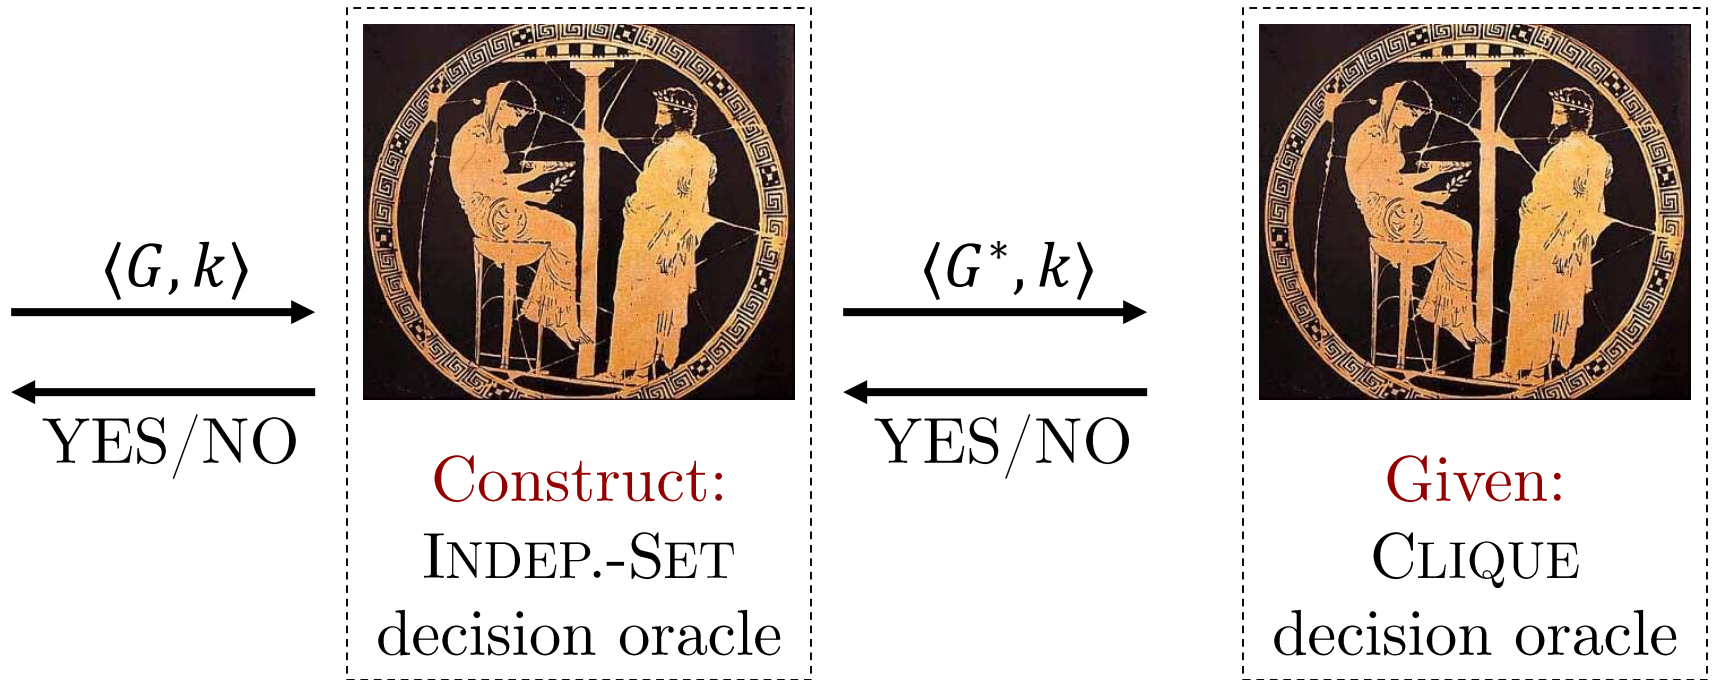 ⟨G, k⟩
YES/NO
Construct:
INDEP.-SET
decision oracle
⟨G*, k⟩
YES/NO
Given:
CLIQUE
decision oracle